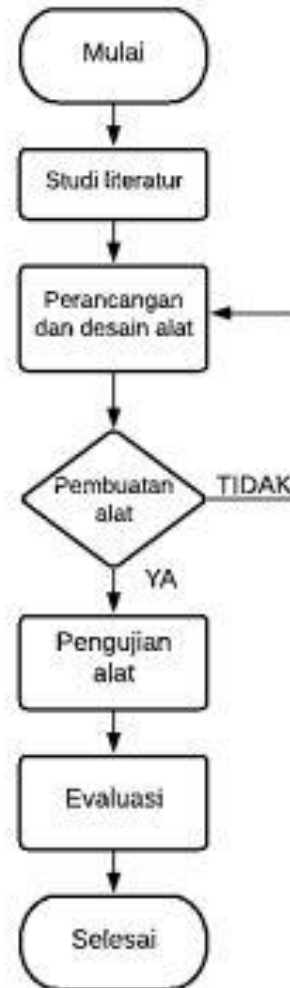 Mulai
Studi literatur
Perancangan
dan desain alat
Pembuatan
alat
TIDAK
YA
Pengujian
alat
Evaluasi
Selesai